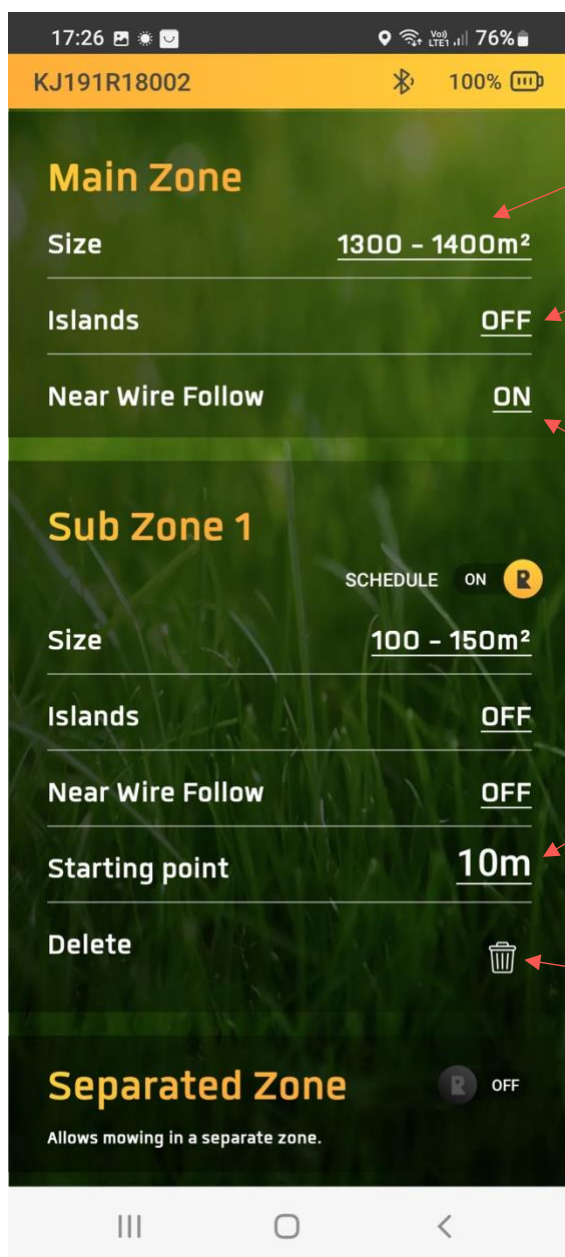 17:26 Vo)) LTE1 76%
KJ191R18002 100%
Main Zone
Size 1300 - 1400m²
Islands OFF
Near Wire Follow ON
Sub Zone 1
SCHEDULE ON R
Size 100 - 150m²
Islands OFF
Near Wire Follow OFF
Starting point 10m
Delete
Separated Zone R OFF
Allows mowing in a separate zone.